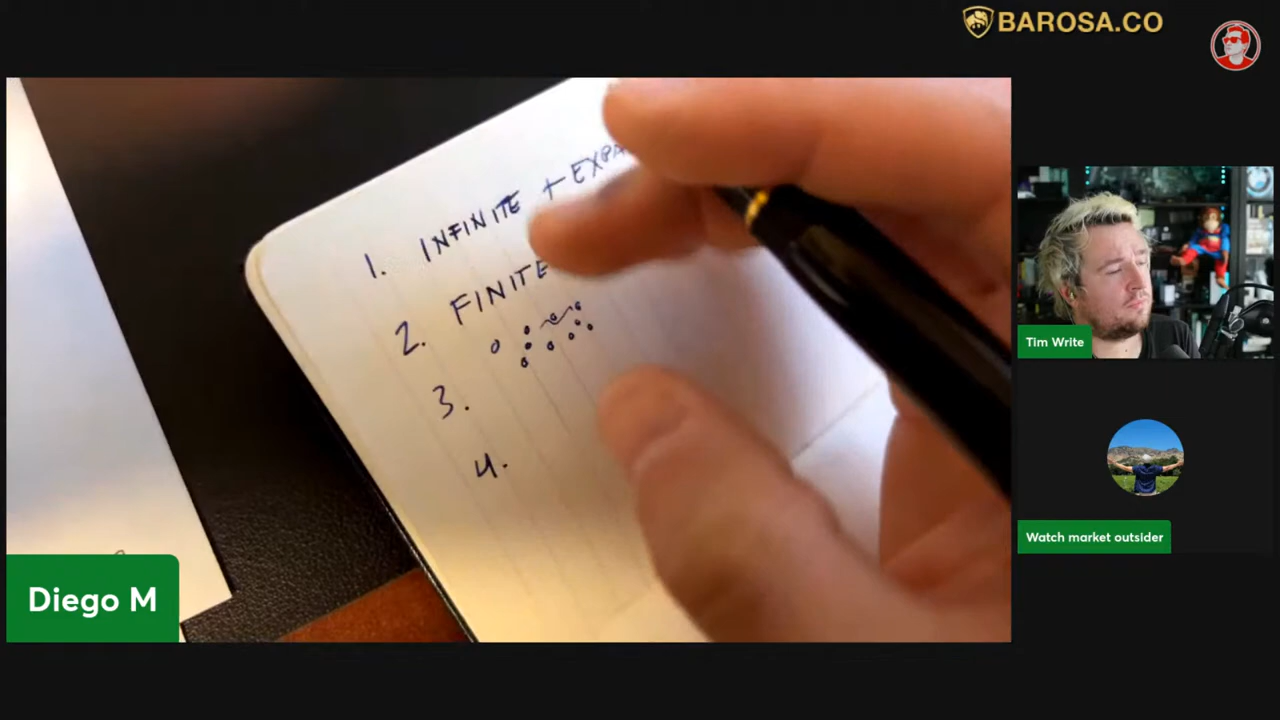 BAROSA.CO
1. INFINITE + EXPA
2. FINITE
3.
4.
Tim Write
Watch market outsider
Diego M